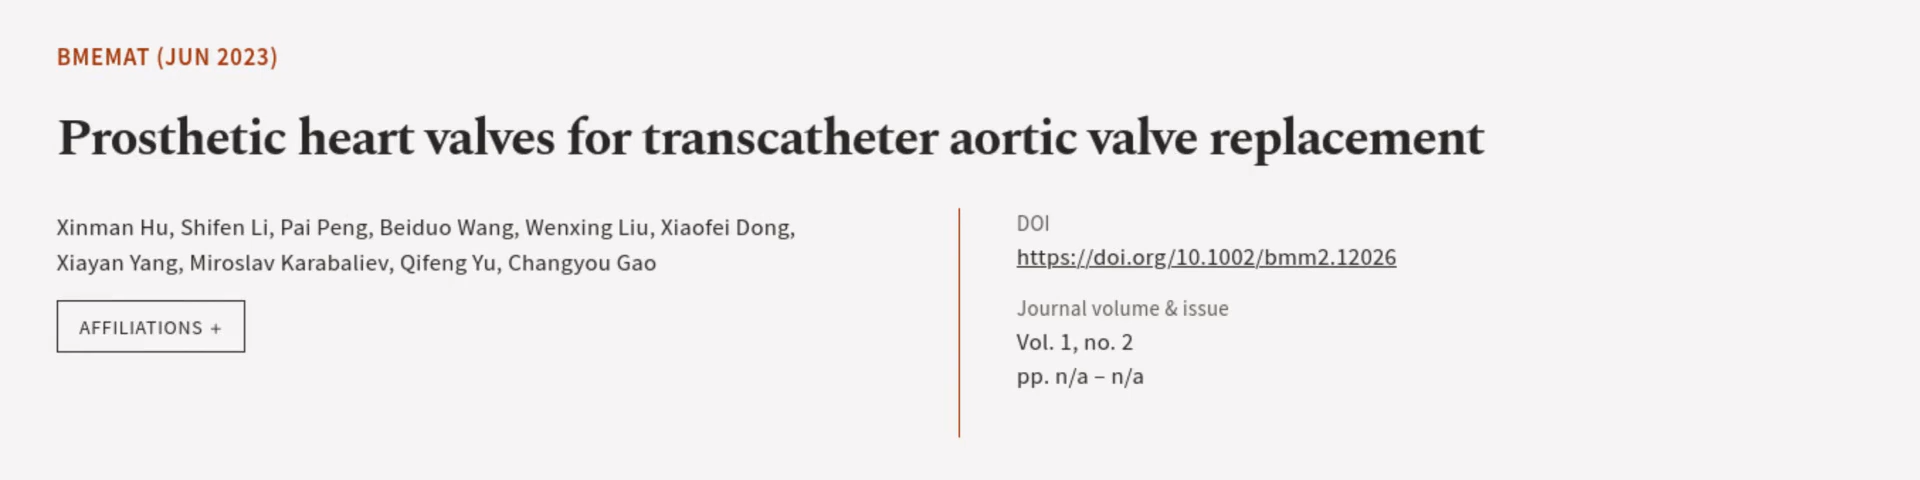 BMEMAT (JUN 2023)
Prosthetic heart valves for transcatheter aortic valve replacement
Xinman Hu, Shifen Li, Pai Peng, Beiduo Wang, Wenxing Liu, Xiaofei Dong,
Xiayan Yang, Miroslav Karabaliev, Qifeng Yu, Changyou Gao
AFFILIATIONS +
DOI
https://doi.org/10.1002/bmm2.12026
Journal volume & issue
Vol. 1, no. 2
pp. n/a – n/a